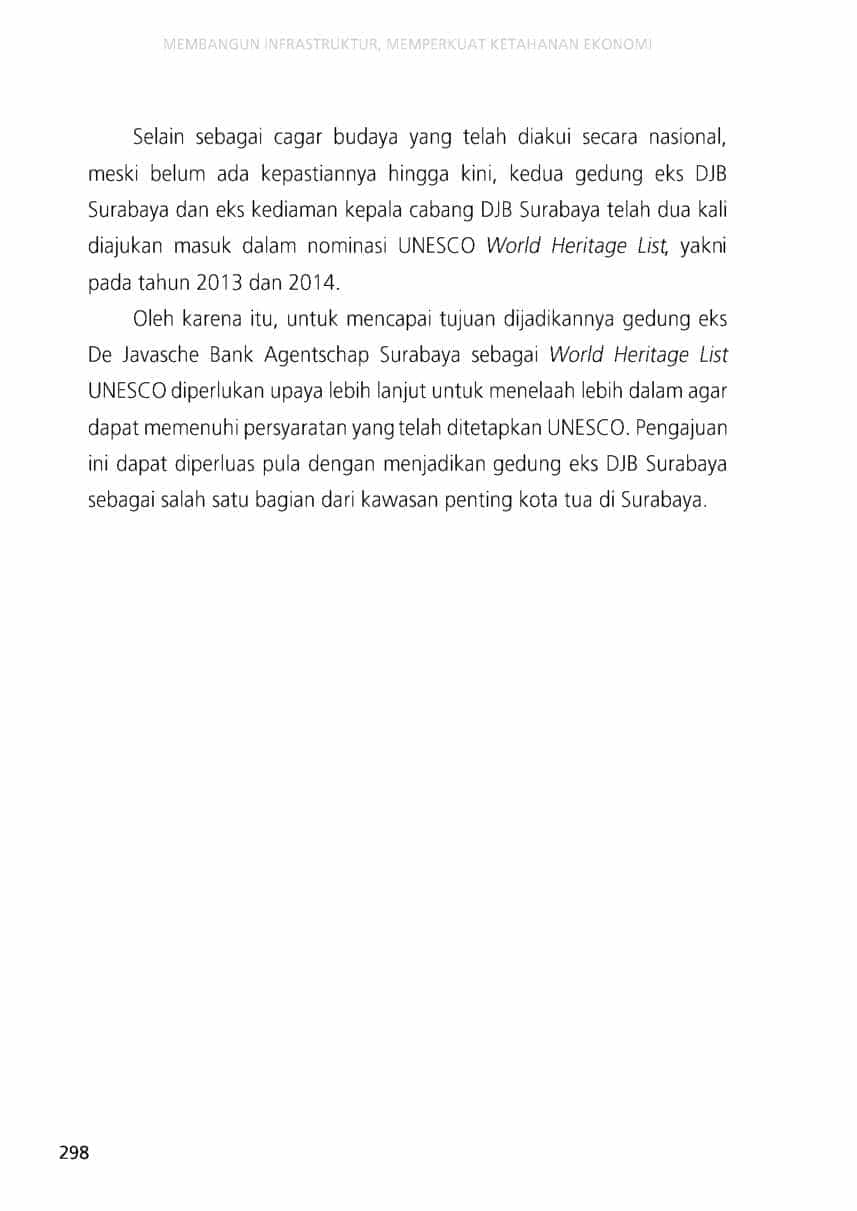 MEMBANGUN INFRASTRUKTUR, MEMPERKUAT KETAHANAN EKONOMI
Selain sebagai cagar budaya yang telah diakui secara nasional,
meski belum ada kepastiannya hingga kini, kedua gedung eks DJB
Surabaya dan eks kediaman kepala cabang DJB Surabaya telah dua kali
diajukan masuk dalam nominasi UNESCO World Heritage List, yakni
pada tahun 2013 dan 2014.
Oleh karena itu, untuk mencapai tujuan dijadikannya gedung eks
De Javasche Bank Agentschap Surabaya sebagai World Heritage List
UNESCO diperlukan upaya lebih lanjut untuk menelaah lebih dalam agar
dapat memenuhi persyaratan yang telah ditetapkan UNESCO. Pengajuan
ini dapat diperluas pula dengan menjadikan gedung eks DJB Surabaya
sebagai salah satu bagian dari kawasan penting kota tua di Surabaya.
298